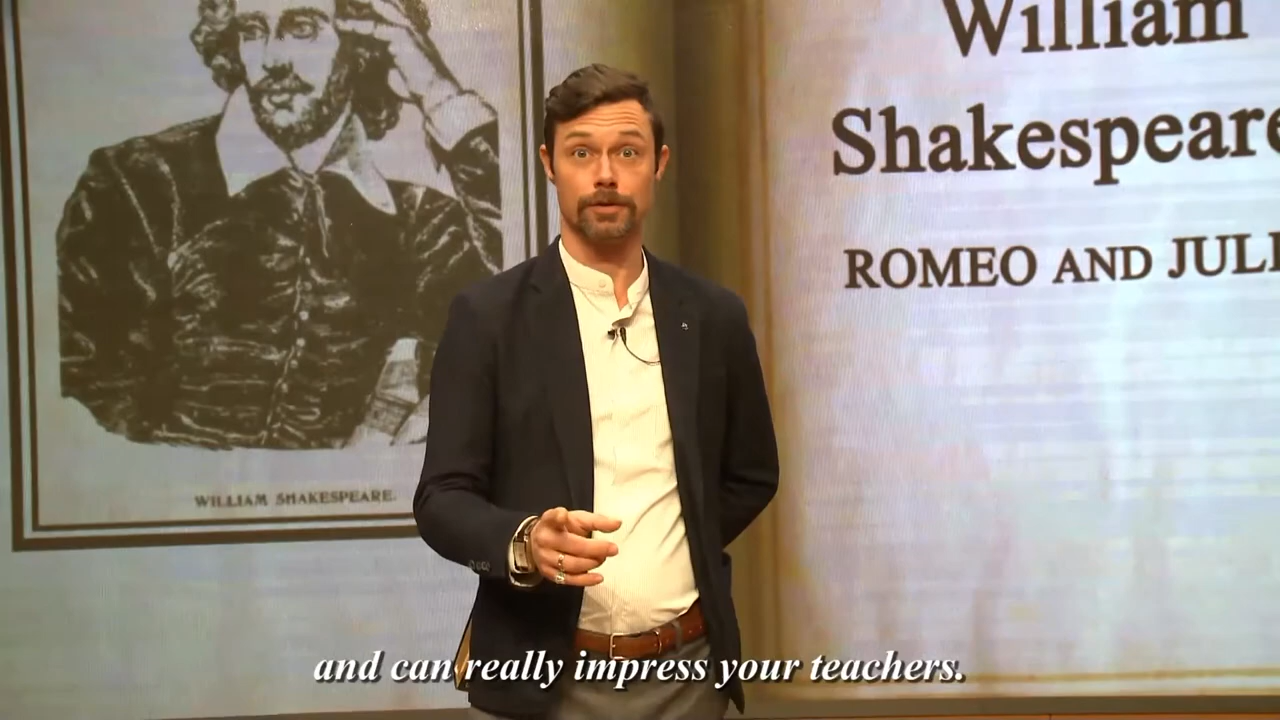 William
Shakespeare
ROMEO AND JULI
WILLIAM SHAKESPEARE.
and can really impress your teachers.